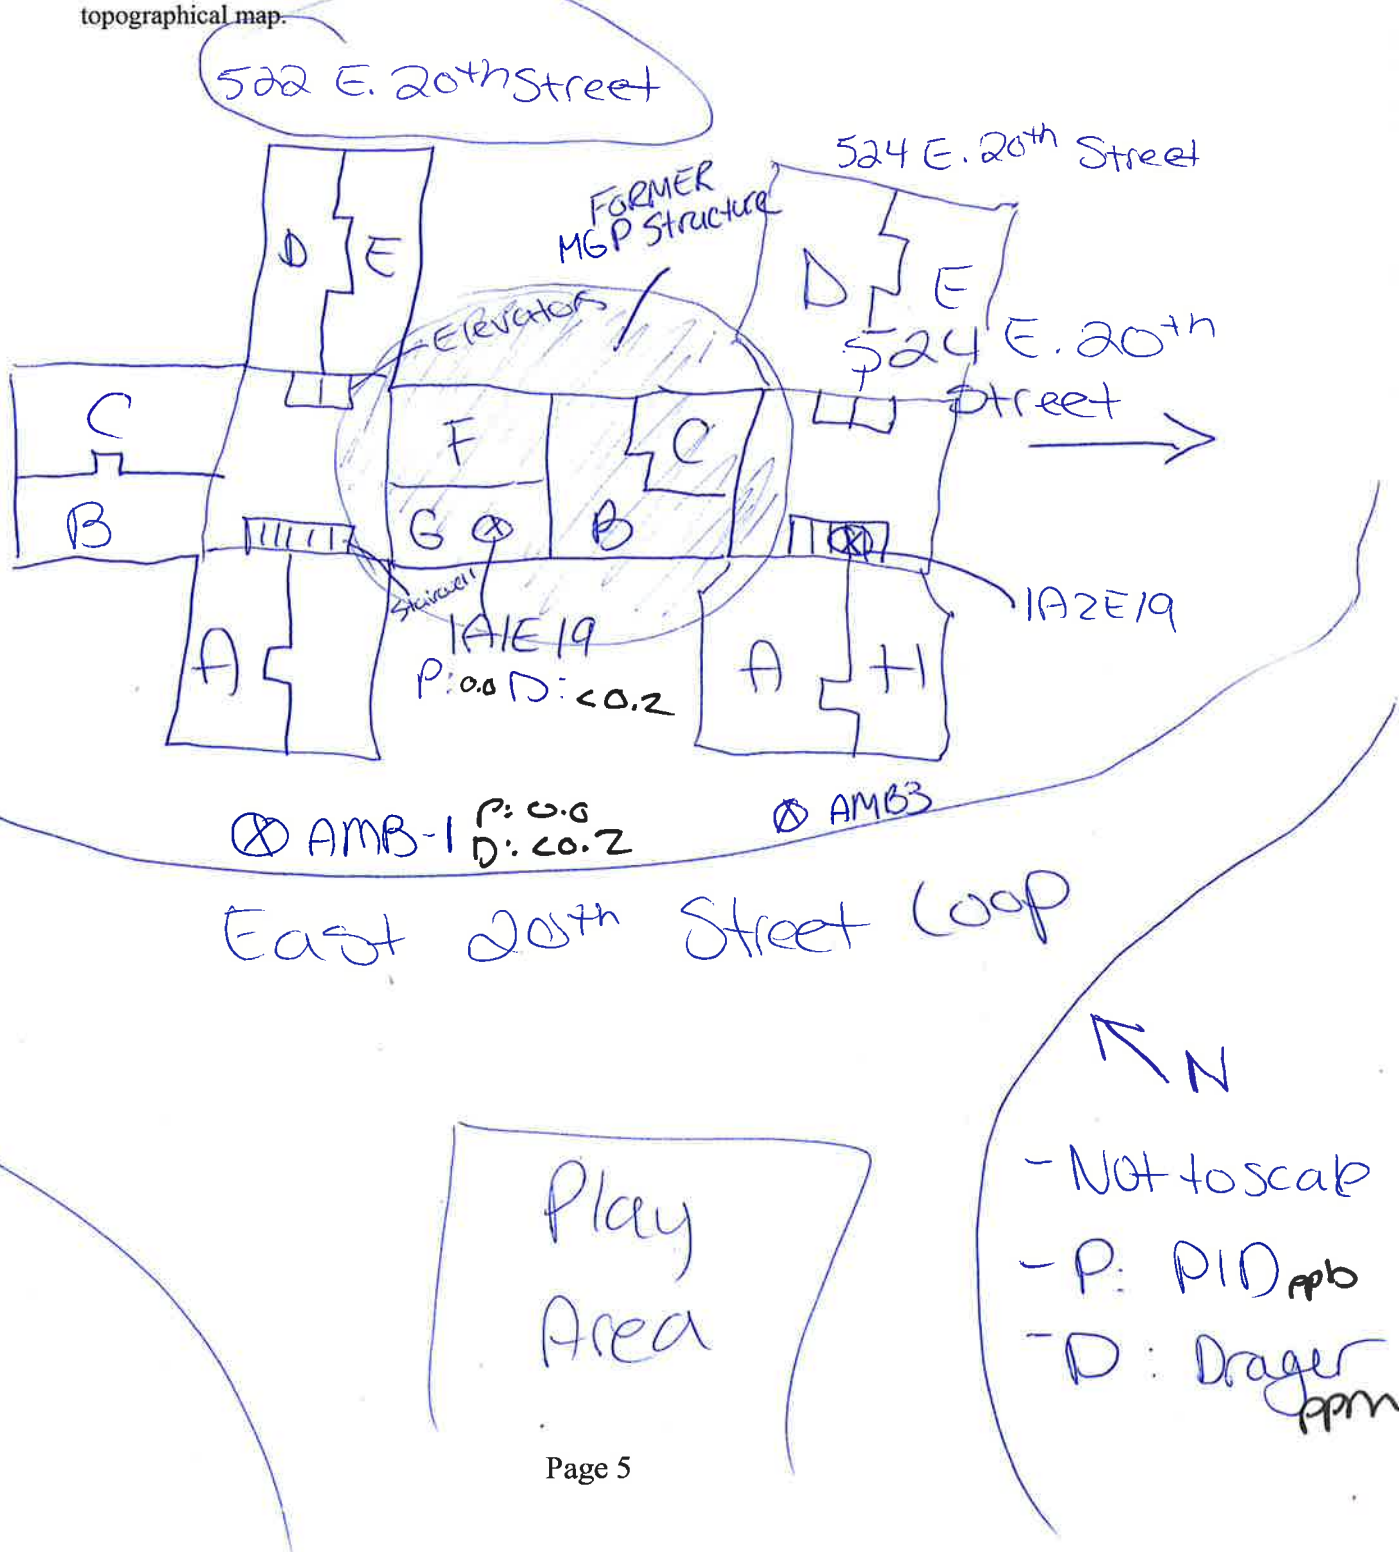 topographical map.
522 E. 20th Street
524 E. 20th Street
FORMER
MGP Structure
D
E
D
E
Elevators
524 E. 20th
Street
C
F
C
B
G
B
Stairwell
1A1E19
1A2E19
P: 0.0 D: <0.2
A
A
H
AMB-1
P: 0.0
D: <0.2
AMB3
East 20th Street Loop
N
- Not to scale
- P: PID ppb
- D: Drager
ppm
Play
Area
Page 5